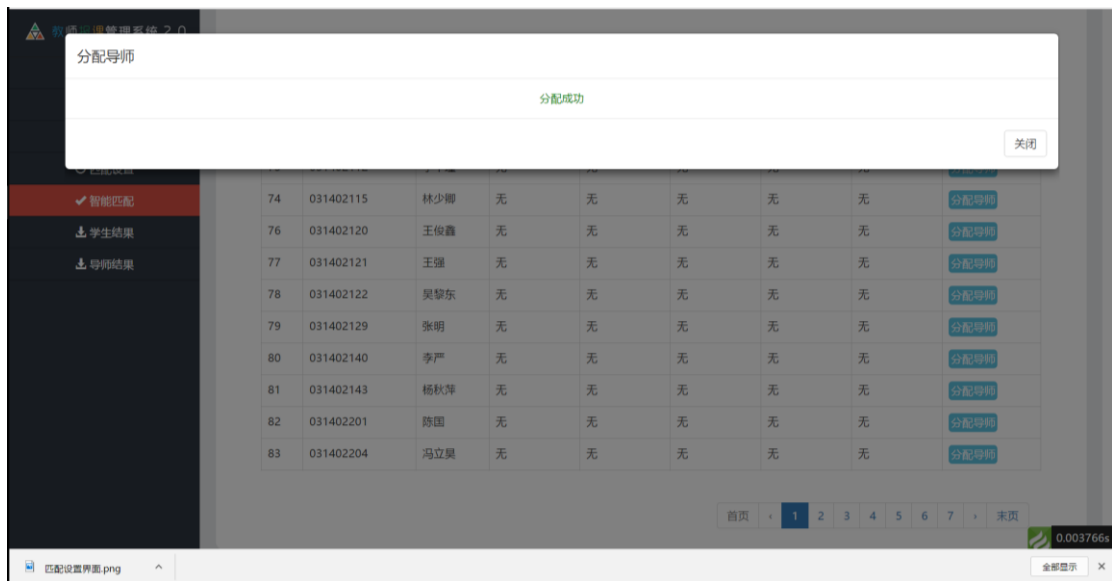 教师报课管理系统 2.0
分配导师
分配成功
关闭
匹配设置
智能匹配
学生结果
导师结果
74 031402115 林少卿 无 无 无 无 无 分配导师
76 031402120 王俊鑫 无 无 无 无 无 分配导师
77 031402121 王强 无 无 无 无 无 分配导师
78 031402122 吴黎东 无 无 无 无 无 分配导师
79 031402129 张明 无 无 无 无 无 分配导师
80 031402140 李严 无 无 无 无 无 分配导师
81 031402143 杨秋萍 无 无 无 无 无 分配导师
82 031402201 陈国 无 无 无 无 无 分配导师
83 031402204 冯立昊 无 无 无 无 无 分配导师
首页 ‹ 1 2 3 4 5 6 7 › 末页
0.003766s
匹配设置界面.png
全部显示